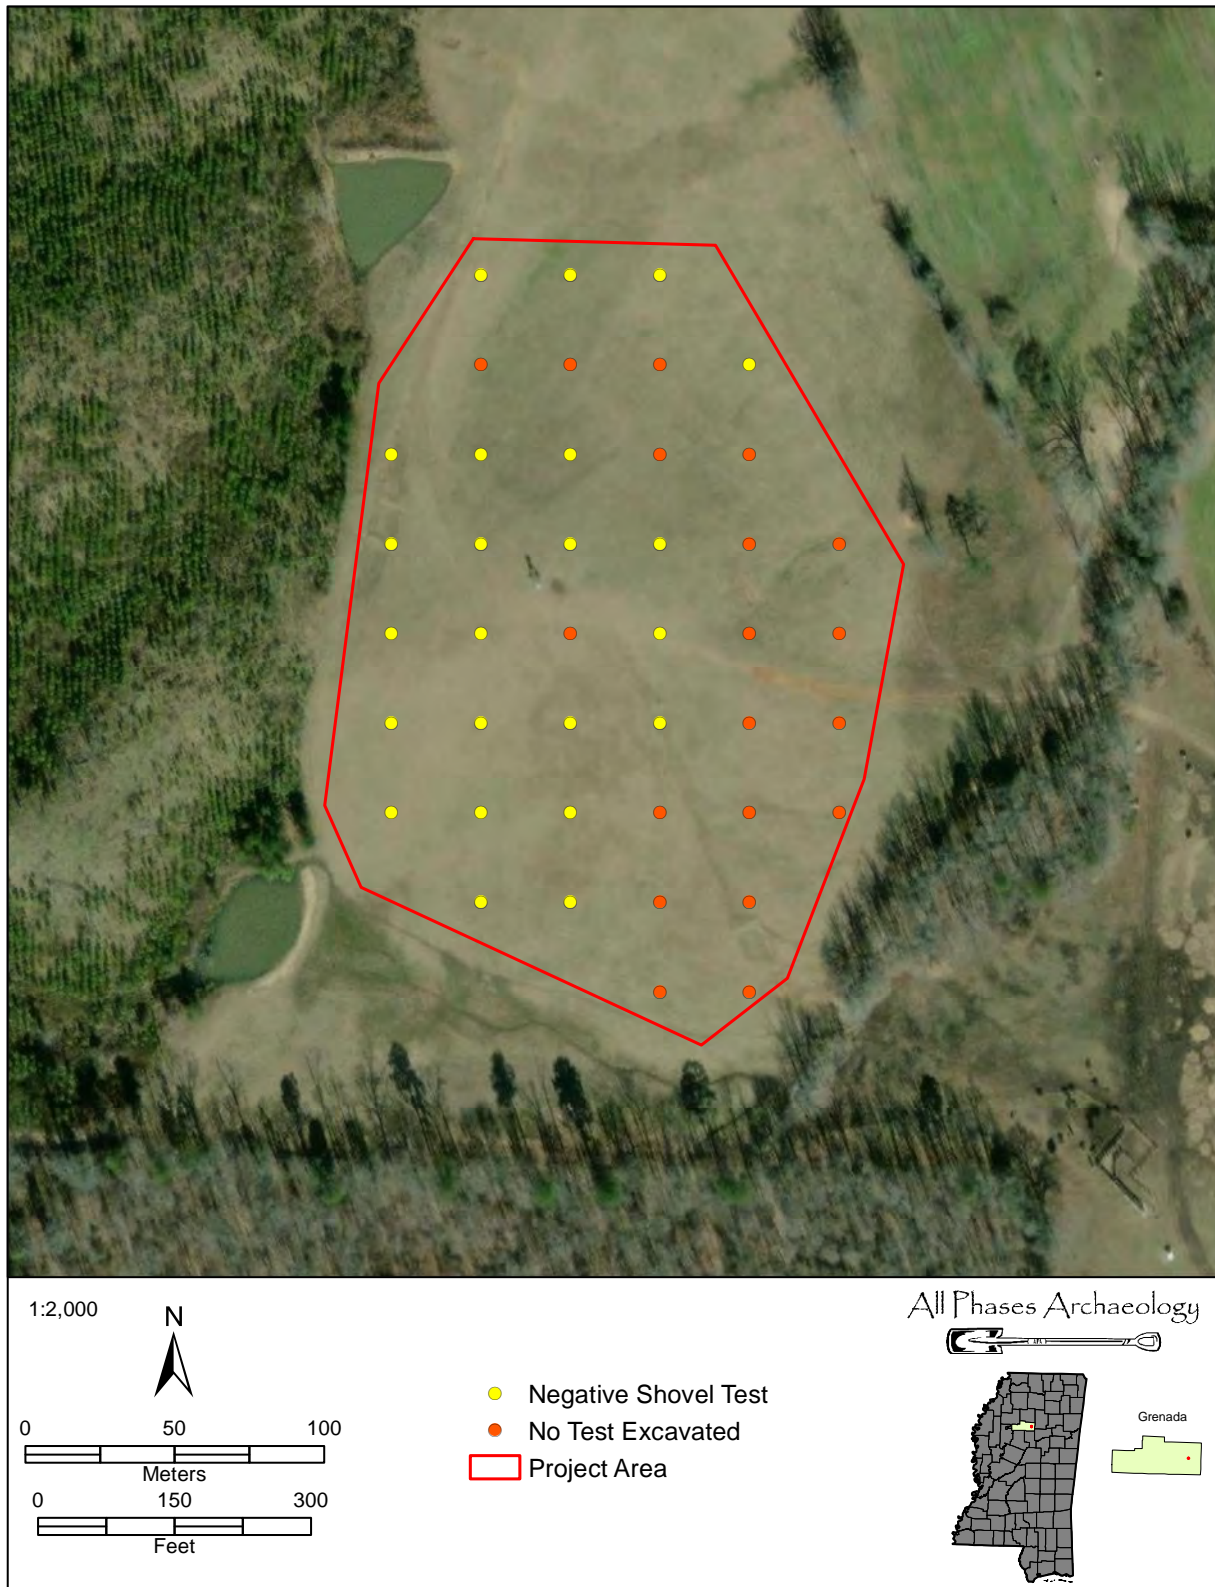 1:2,000
N
0 50 100
Meters
0 150 300
Feet
Negative Shovel Test
No Test Excavated
Project Area
All Phases Archaeology
Grenada